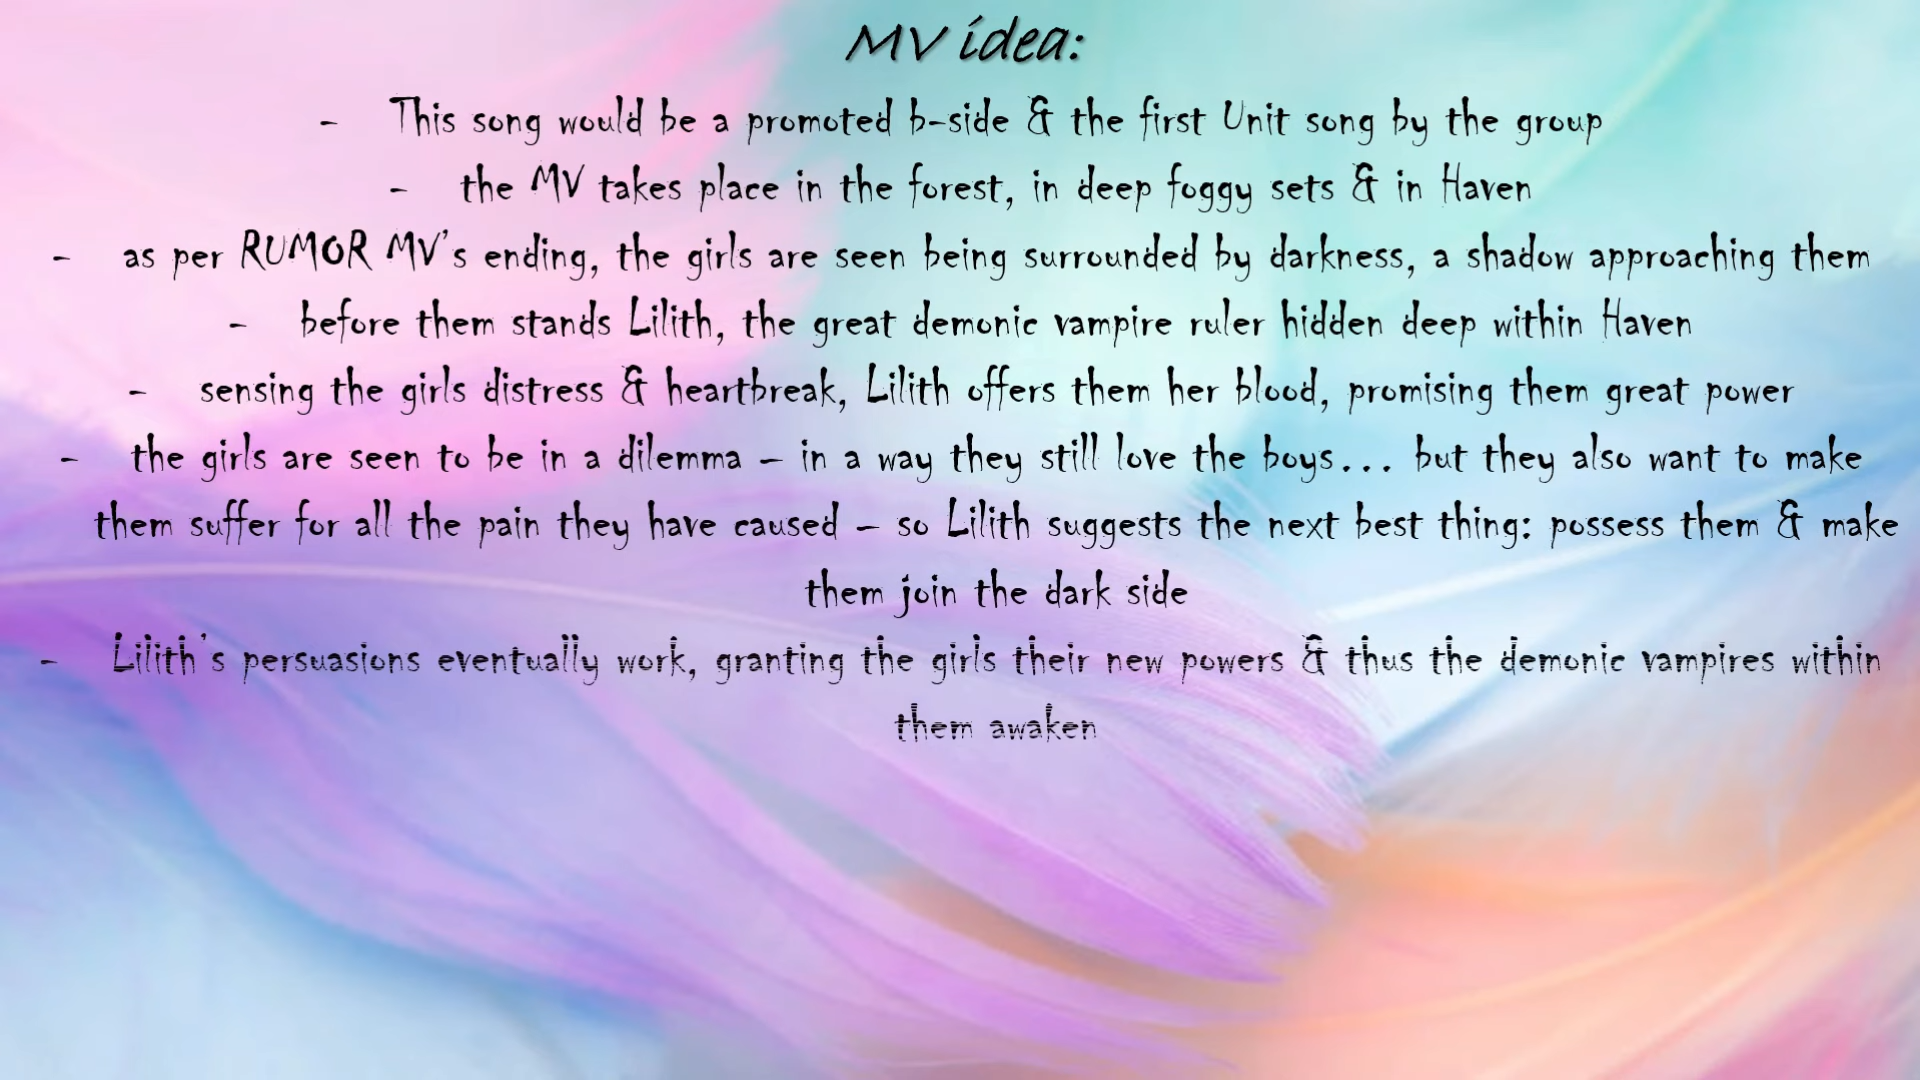 MV idea:
- This song would be a promoted b-side & the first Unit song by the group
- the MV takes place in the forest, in deep foggy sets & in Haven
- as per RUMOR MV's ending, the girls are seen being surrounded by darkness, a shadow approaching them
- before them stands Lilith, the great demonic vampire ruler hidden deep within Haven
- sensing the girls distress & heartbreak, Lilith offers them her blood, promising them great power
- the girls are seen to be in a dilemma – in a way they still love the boys... but they also want to make
them suffer for all the pain they have caused – so Lilith suggests the next best thing: possess them & make
them join the dark side
- Lilith's persuasions eventually work, granting the girls their new powers & thus the demonic vampires within
them awaken